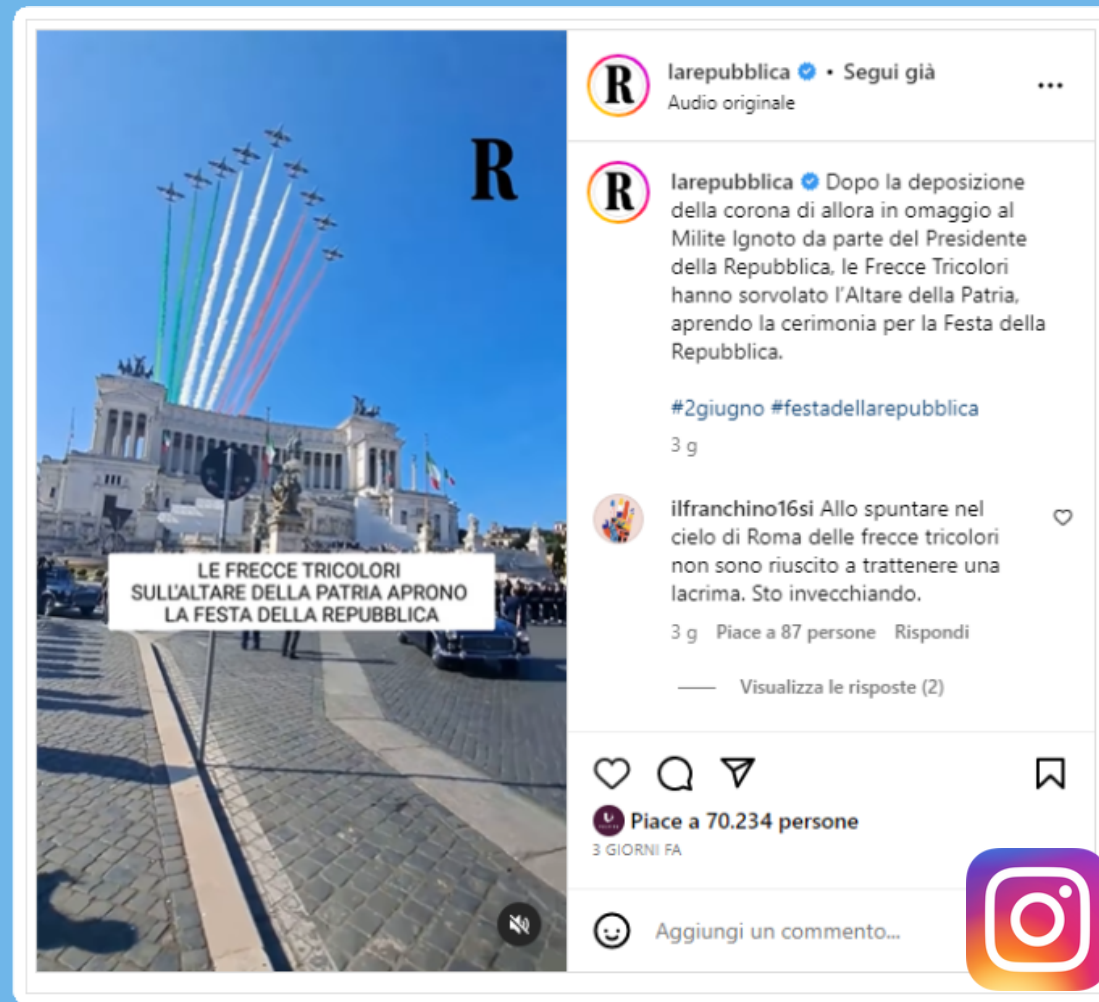 R
LE FRECCE TRICOLORI
SULL'ALTARE DELLA PATRIA APRONO
LA FESTA DELLA REPUBBLICA
R
larepubblica • Segui già
Audio originale
R
larepubblica Dopo la deposizione
della corona di allora in omaggio al
Milite Ignoto da parte del Presidente
della Repubblica, le Frecce Tricolori
hanno sorvolato l'Altare della Patria,
aprendo la cerimonia per la Festa della
Repubblica.
#2giugno #festadellarepubblica
3 g
ilfranchino16si Allo spuntare nel
cielo di Roma delle frecce tricolori
non sono riuscito a trattenere una
lacrima. Sto invecchiando.
3 g Piace a 87 persone Rispondi
Visualizza le risposte (2)
Piace a 70.234 persone
3 GIORNI FA
Aggiungi un commento...